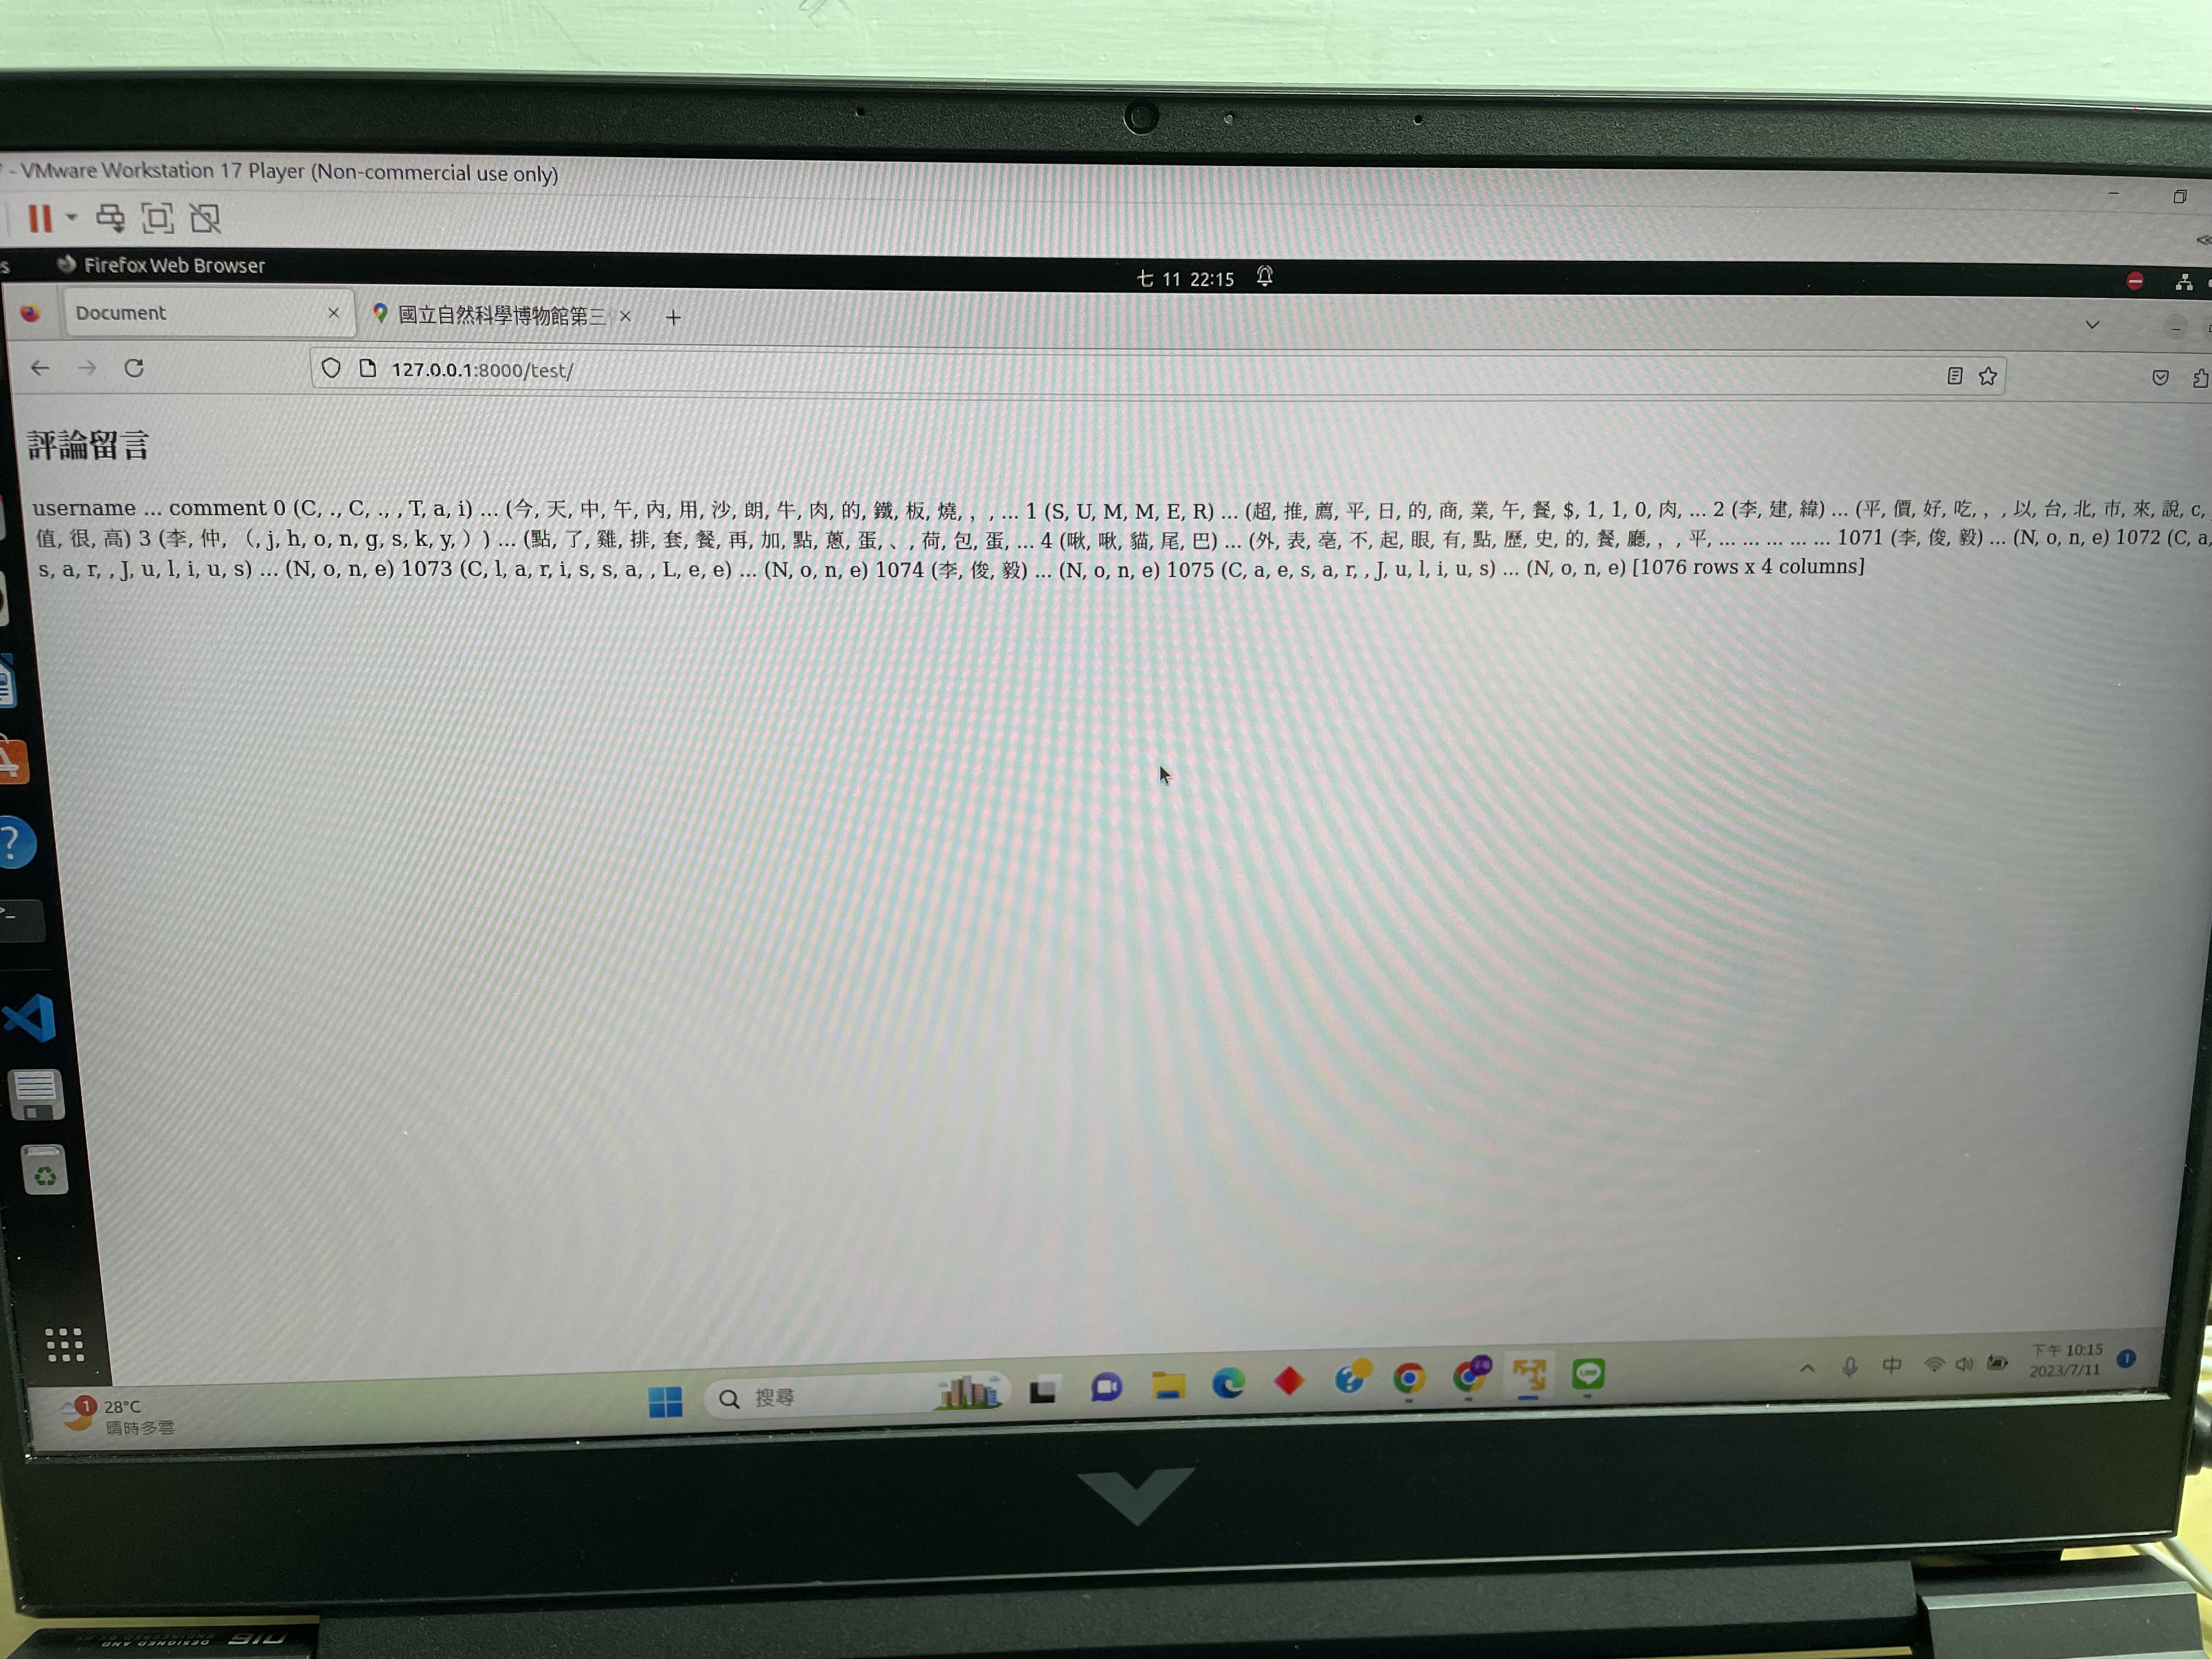 - VMware Workstation 17 Player (Non-commercial use only)
Firefox Web Browser
七 11 22:15
Document
國立自然科學博物館第三
127.0.0.1:8000/test/
評論留言
username ... comment 0 (C, ., C, ., , T, a, i) ... (今, 天, 中, 午, 內, 用, 沙, 朗, 牛, 肉, 的, 鐵, 板, 燒, , , ... 1 (S, U, M, M, E, R) ... (超, 推, 薦, 平, 日, 的, 商, 業, 午, 餐, $, 1, 1, 0, 肉, ... 2 (李, 建, 緯) ... (平, 價, 好, 吃, , , 以, 台, 北, 市, 來, 說, c,
值, 很, 高) 3 (李, 仲, （, j, h, o, n, g, s, k, y, ）) ... (點, 了, 雞, 排, 套, 餐, 再, 加, 點, 蔥, 蛋, 、, 荷, 包, 蛋, ... 4 (啾, 啾, 貓, 尾, 巴) ... (外, 表, 毫, 不, 起, 眼, 有, 點, 歷, 史, 的, 餐, 廳, , , 平, ... ... ... ... ... 1071 (李, 俊, 毅) ... (N, o, n, e) 1072 (C, a,
s, a, r, , J, u, l, i, u, s) ... (N, o, n, e) 1073 (C, l, a, r, i, s, s, a, , L, e, e) ... (N, o, n, e) 1074 (李, 俊, 毅) ... (N, o, n, e) 1075 (C, a, e, s, a, r, , J, u, l, i, u, s) ... (N, o, n, e) [1076 rows x 4 columns]
1
28°C
晴時多雲
搜尋
中
下午 10:15
2023/7/11
1
DESIGNED AND